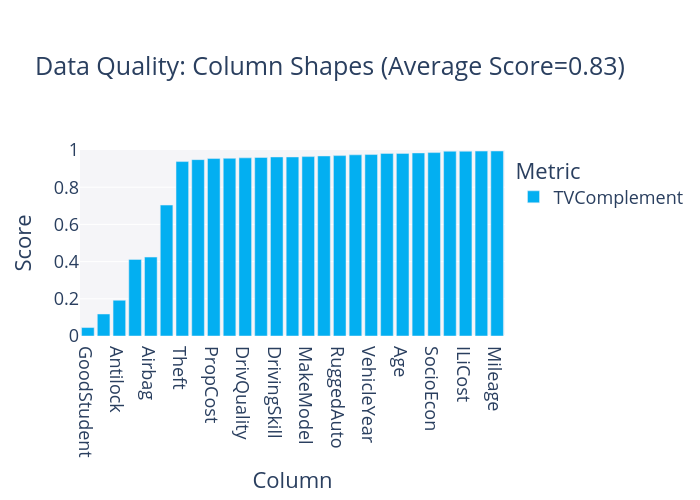 Data Quality: Column Shapes (Average Score=0.83)
1
0.8
0.6
0.4
0.2
0
Score
Metric
TVComplement
GoodStudent
Antilock
Airbag
Theft
PropCost
DrivQuality
DrivingSkill
MakeModel
RuggedAuto
VehicleYear
Age
SocioEcon
ILiCost
Mileage
Column